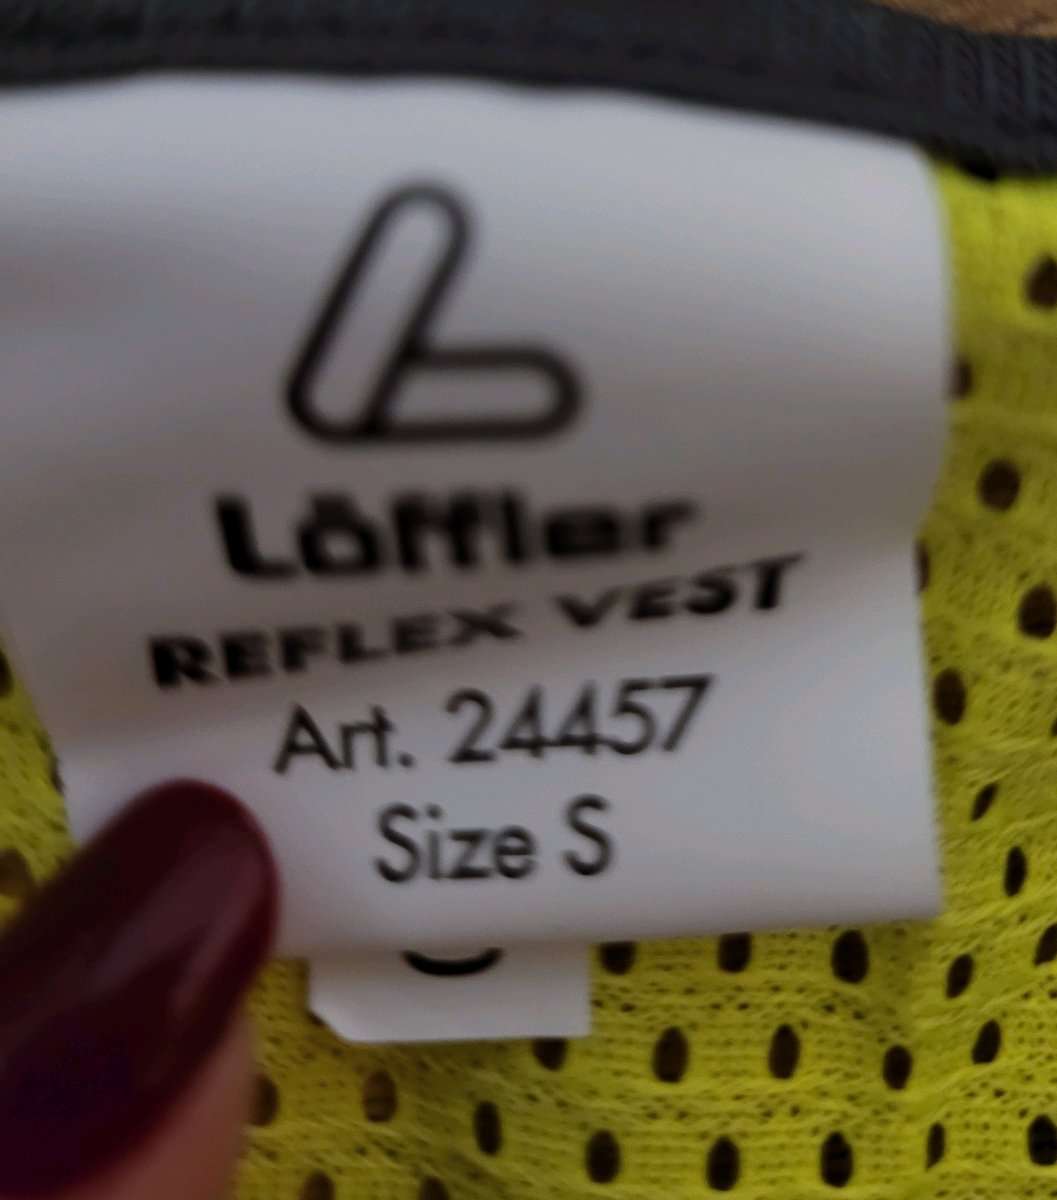 Löffler
REFLEX VEST
Art. 24457
Size S